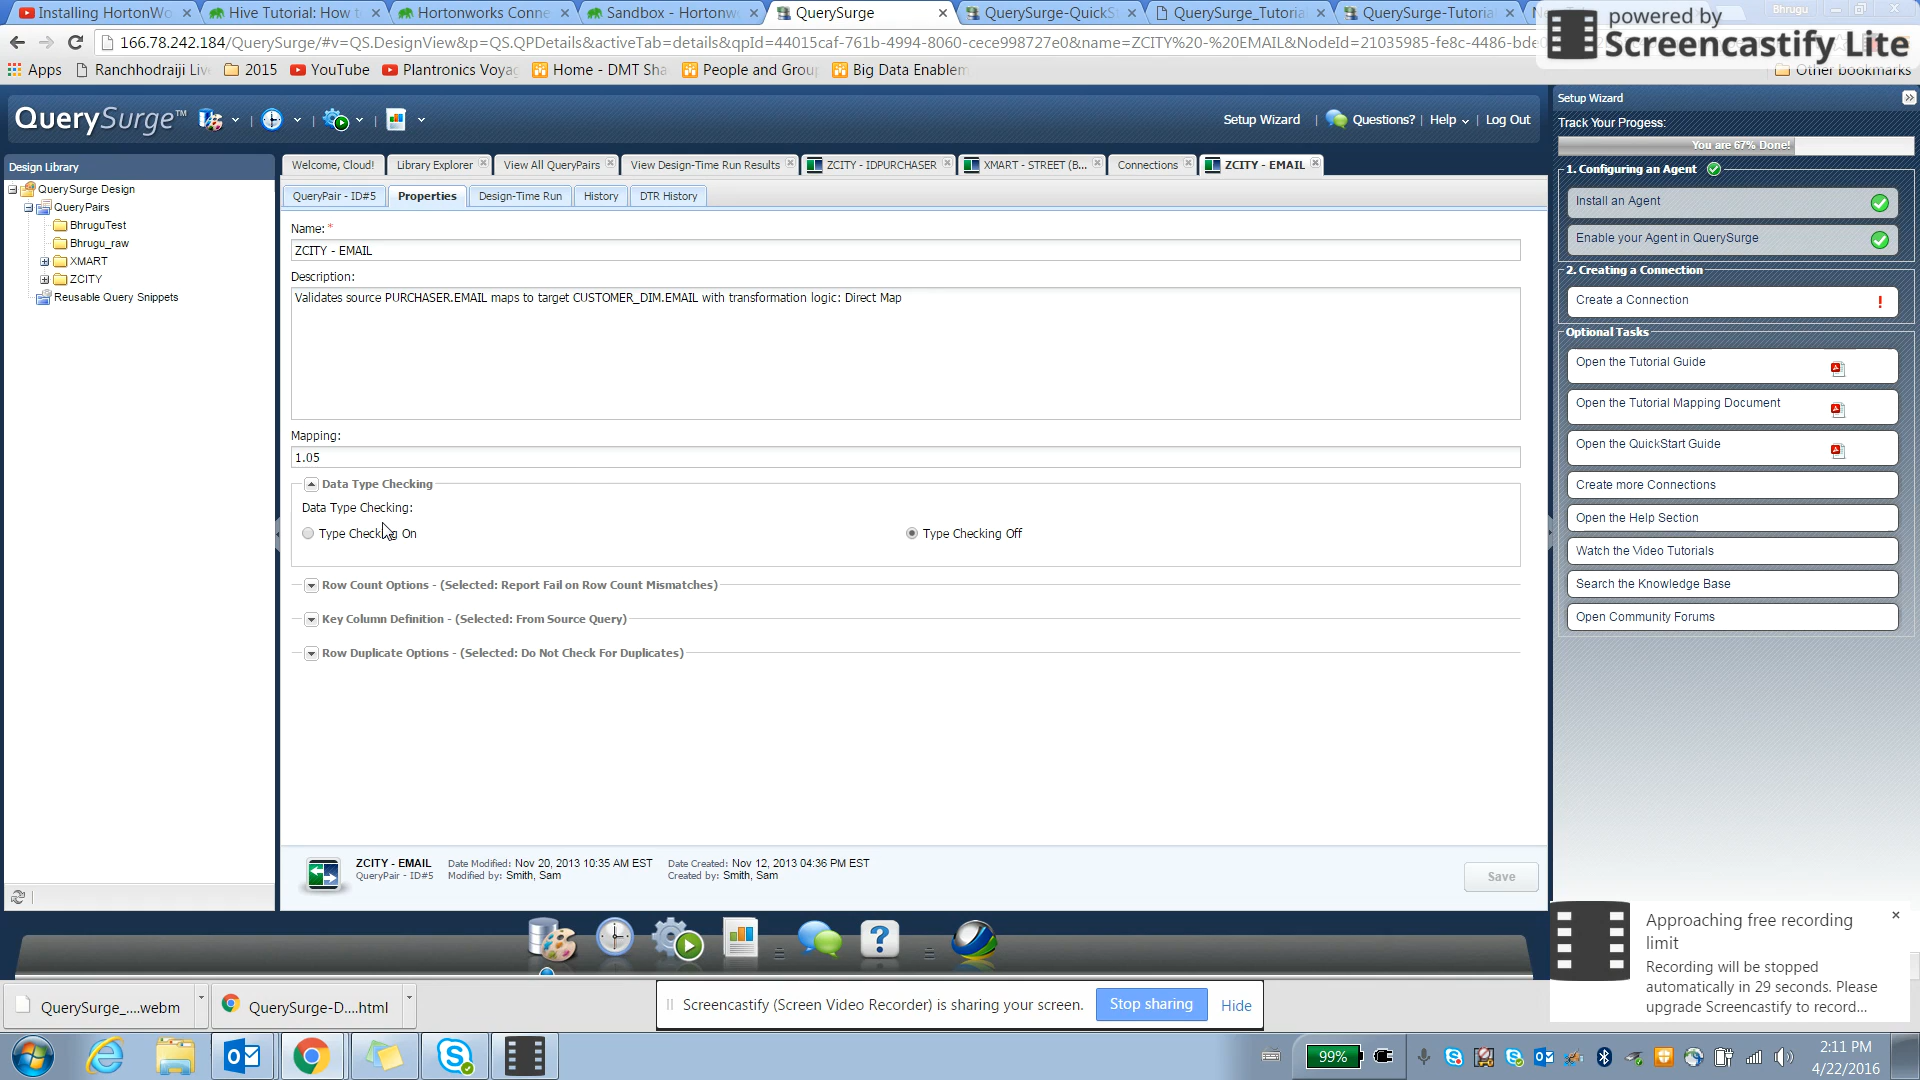 Installing HortonWo
Hive Tutorial: How t
Hortonworks Conne
Sandbox - Hortonw
QuerySurge
QuerySurge-QuickS
QuerySurge_Tutoria
QuerySurge-Tutoria
Bhrugu
powered by
Screencastify Lite
166.78.242.184/QuerySurge/#v=QS.DesignView&p=QS.QPDetails&activeTab=details&qpId=44015caf-761b-4994-8060-cece998727e0&name=ZCITY%20-%20EMAIL&NodeId=21035985-fe8c-4486-bde
Apps
Ranchhodraiji Liv
2015
YouTube
Plantronics Voyag
Home - DMT Sha
People and Group
Big Data Enablem
Other bookmarks
QuerySurge™
Setup Wizard
Questions?
Help
Log Out
Design Library
QuerySurge Design
QueryPairs
BhruguTest
Bhrugu_raw
XMART
ZCITY
Reusable Query Snippets
Welcome, Cloud!
Library Explorer
View All QueryPairs
View Design-Time Run Results
ZCITY - IDPURCHASER
XMART - STREET (B...
Connections
ZCITY - EMAIL
QueryPair - ID#5
Properties
Design-Time Run
History
DTR History
Name: *
ZCITY - EMAIL
Description:
Validates source PURCHASER.EMAIL maps to target CUSTOMER_DIM.EMAIL with transformation logic: Direct Map
Mapping:
1.05
Data Type Checking
Data Type Checking:
Type Checking On
Type Checking Off
Row Count Options - (Selected: Report Fail on Row Count Mismatches)
Key Column Definition - (Selected: From Source Query)
Row Duplicate Options - (Selected: Do Not Check For Duplicates)
ZCITY - EMAIL
QueryPair - ID#5
Date Modified: Nov 20, 2013 10:35 AM EST
Modified by: Smith, Sam
Date Created: Nov 12, 2013 04:36 PM EST
Created by: Smith, Sam
Save
Setup Wizard
Track Your Progess:
You are 67% Done!
1. Configuring an Agent
Install an Agent
Enable your Agent in QuerySurge
2. Creating a Connection
Create a Connection
!
Optional Tasks
Open the Tutorial Guide
Open the Tutorial Mapping Document
Open the QuickStart Guide
Create more Connections
Open the Help Section
Watch the Video Tutorials
Search the Knowledge Base
Open Community Forums
Approaching free recording
limit
Recording will be stopped
automatically in 29 seconds. Please
upgrade Screencastify to record...
QuerySurge_....webm
QuerySurge-D....html
Screencastify (Screen Video Recorder) is sharing your screen.
Stop sharing
Hide
99%
2:11 PM
4/22/2016